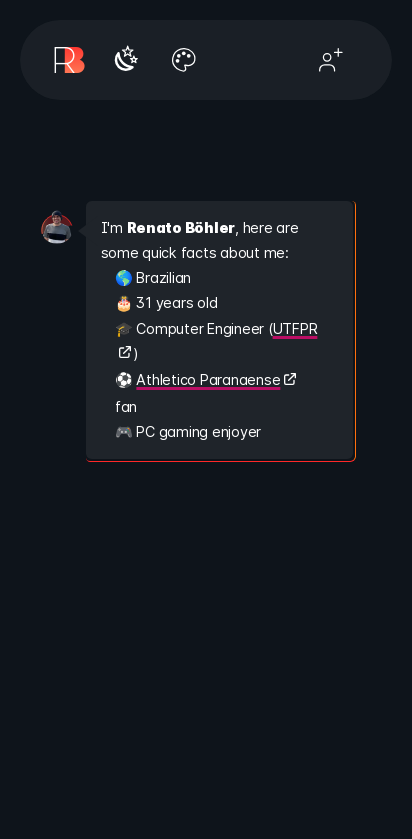 RB
I'm Renato Böhler, here are
some quick facts about me:
🌎 Brazilian
🎂 31 years old
🎓 Computer Engineer (UTFPR
)
⚽ Athletico Paranaense
fan
🎮 PC gaming enjoyer